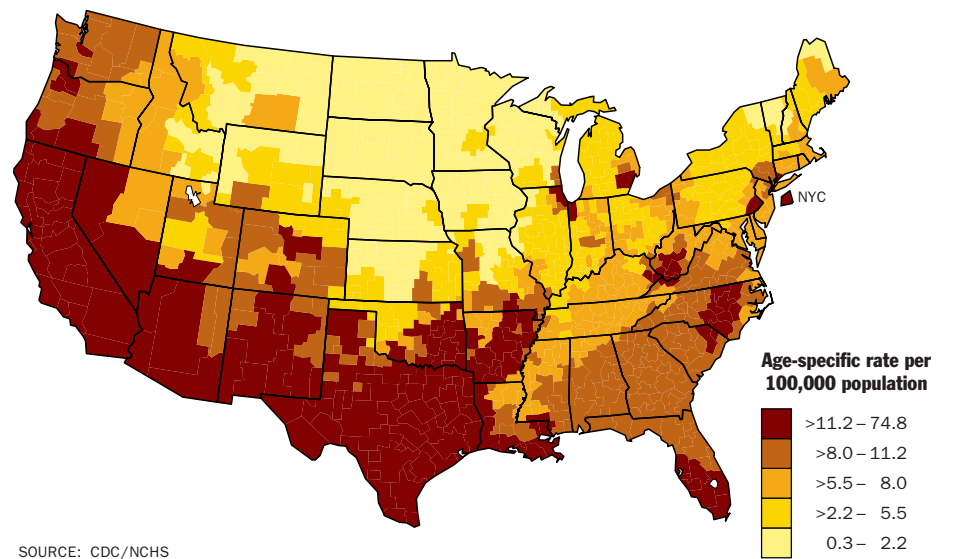 NYC
Age-specific rate per
100,000 population
>11.2 – 74.8
>8.0 – 11.2
>5.5 – 8.0
>2.2 – 5.5
0.3 – 2.2
SOURCE: CDC/NCHS